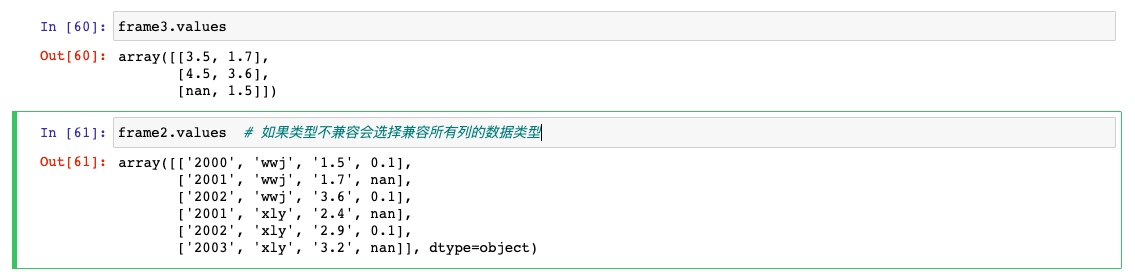 In [60]: frame3.values
Out[60]: array([[3.5, 1.7],
[4.5, 3.6],
[nan, 1.5]])
In [61]: frame2.values  # 如果类型不兼容会选择兼容所有列的数据类型
Out[61]: array([['2000', 'wwj', '1.5', 0.1],
['2001', 'wwj', '1.7', nan],
['2002', 'wwj', '3.6', 0.1],
['2001', 'xly', '2.4', nan],
['2002', 'xly', '2.9', 0.1],
['2003', 'xly', '3.2', nan]], dtype=object)